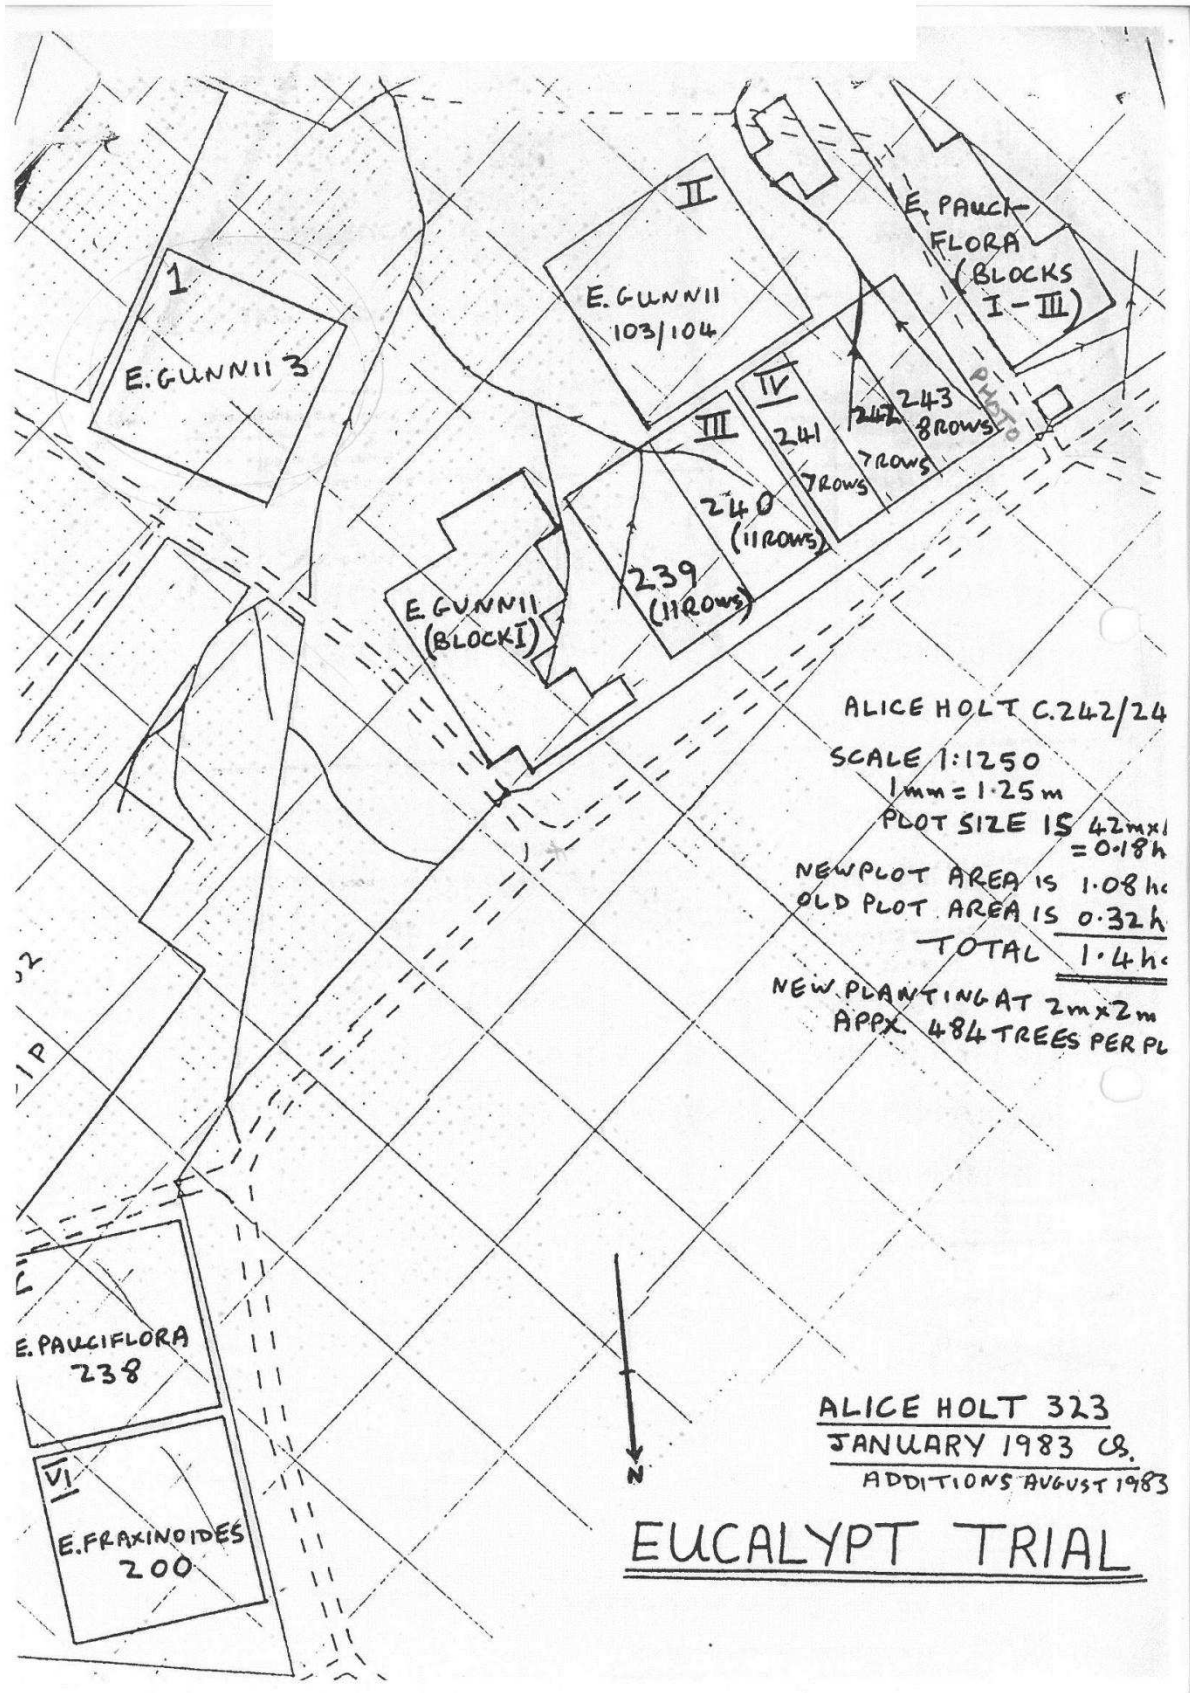 II
E. PAUCI-
FLORA
(BLOCKS
I - III)
1
E. GUNNII 3
E. GUNNII
103/104
PHOTO
IV
III
241
7 ROWS
242
7 ROWS
243
8 ROWS
240
(11 ROWS)
239
(11 ROWS)
E. GUNNII
(BLOCK I)
ALICE HOLT C.242/24
SCALE 1:1250
1mm = 1.25m
PLOT SIZE IS 42m x
= 0.18 h
NEW PLOT AREA IS 1.08 h
OLD PLOT AREA IS 0.32 h
TOTAL 1.4 h
NEW PLANTING AT 2m x 2m
APPX. 484 TREES PER PL
1P
E. PAUCIFLORA
238
VI
E. FRAXINOIDES
200
N
ALICE HOLT 323
JANUARY 1983 CB.
ADDITIONS AUGUST 1983
EUCALYPT TRIAL